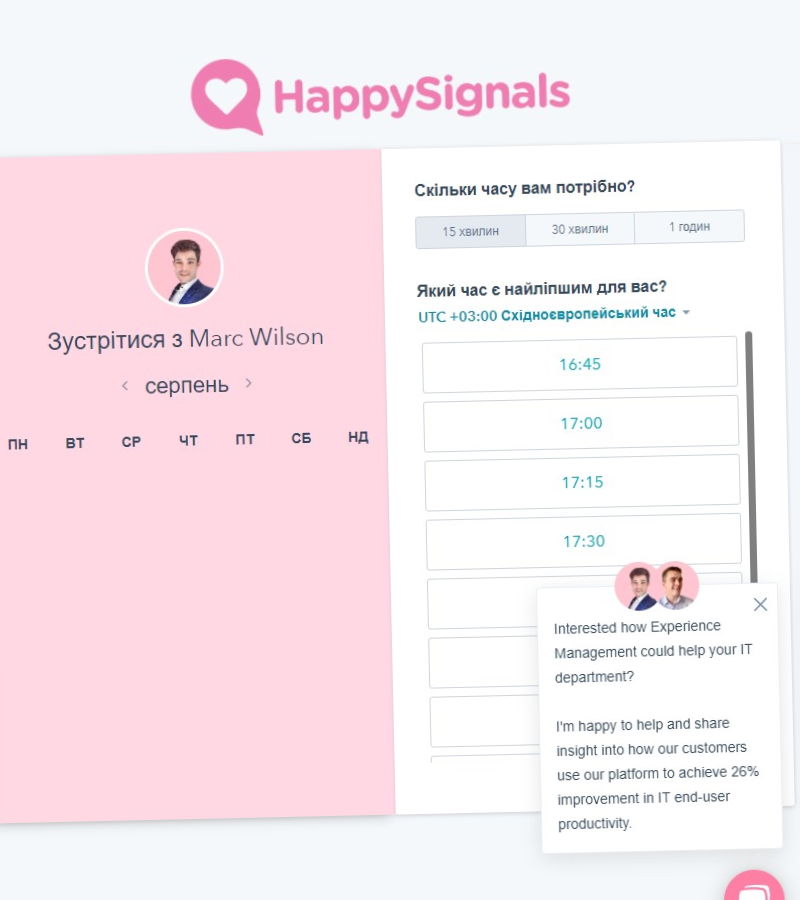 HappySignals
Зустрітися з Marc Wilson
серпень
ПН ВТ СР ЧТ ПТ СБ НД
Скільки часу вам потрібно?
15 хвилин 30 хвилин 1 годин
Який час є найліпшим для вас?
UTC +03:00 Східноєвропейський час
16:45
17:00
17:15
17:30
Interested how Experience
Management could help your IT
department?
I'm happy to help and share
insight into how our customers
use our platform to achieve 26%
improvement in IT end-user
productivity.